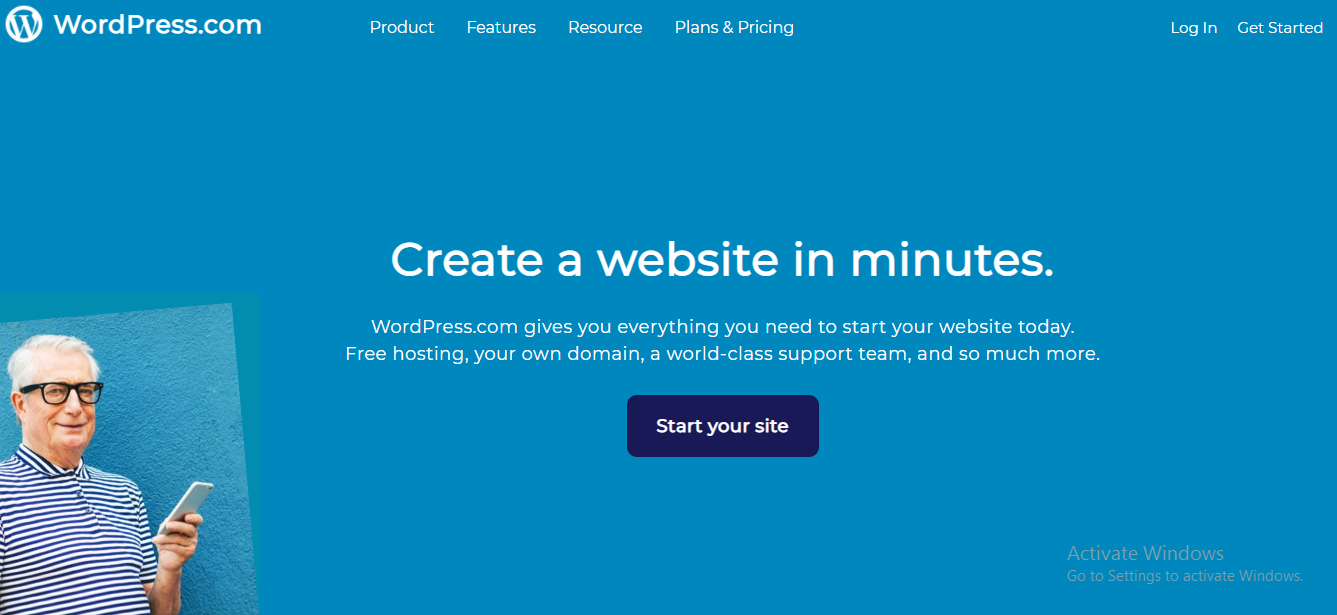 WordPress.com
Product
Features
Resource
Plans & Pricing
Log In
Get Started
Create a website in minutes.
WordPress.com gives you everything you need to start your website today.
Free hosting, your own domain, a world-class support team, and so much more.
Start your site
Activate Windows
Go to Settings to activate Windows.